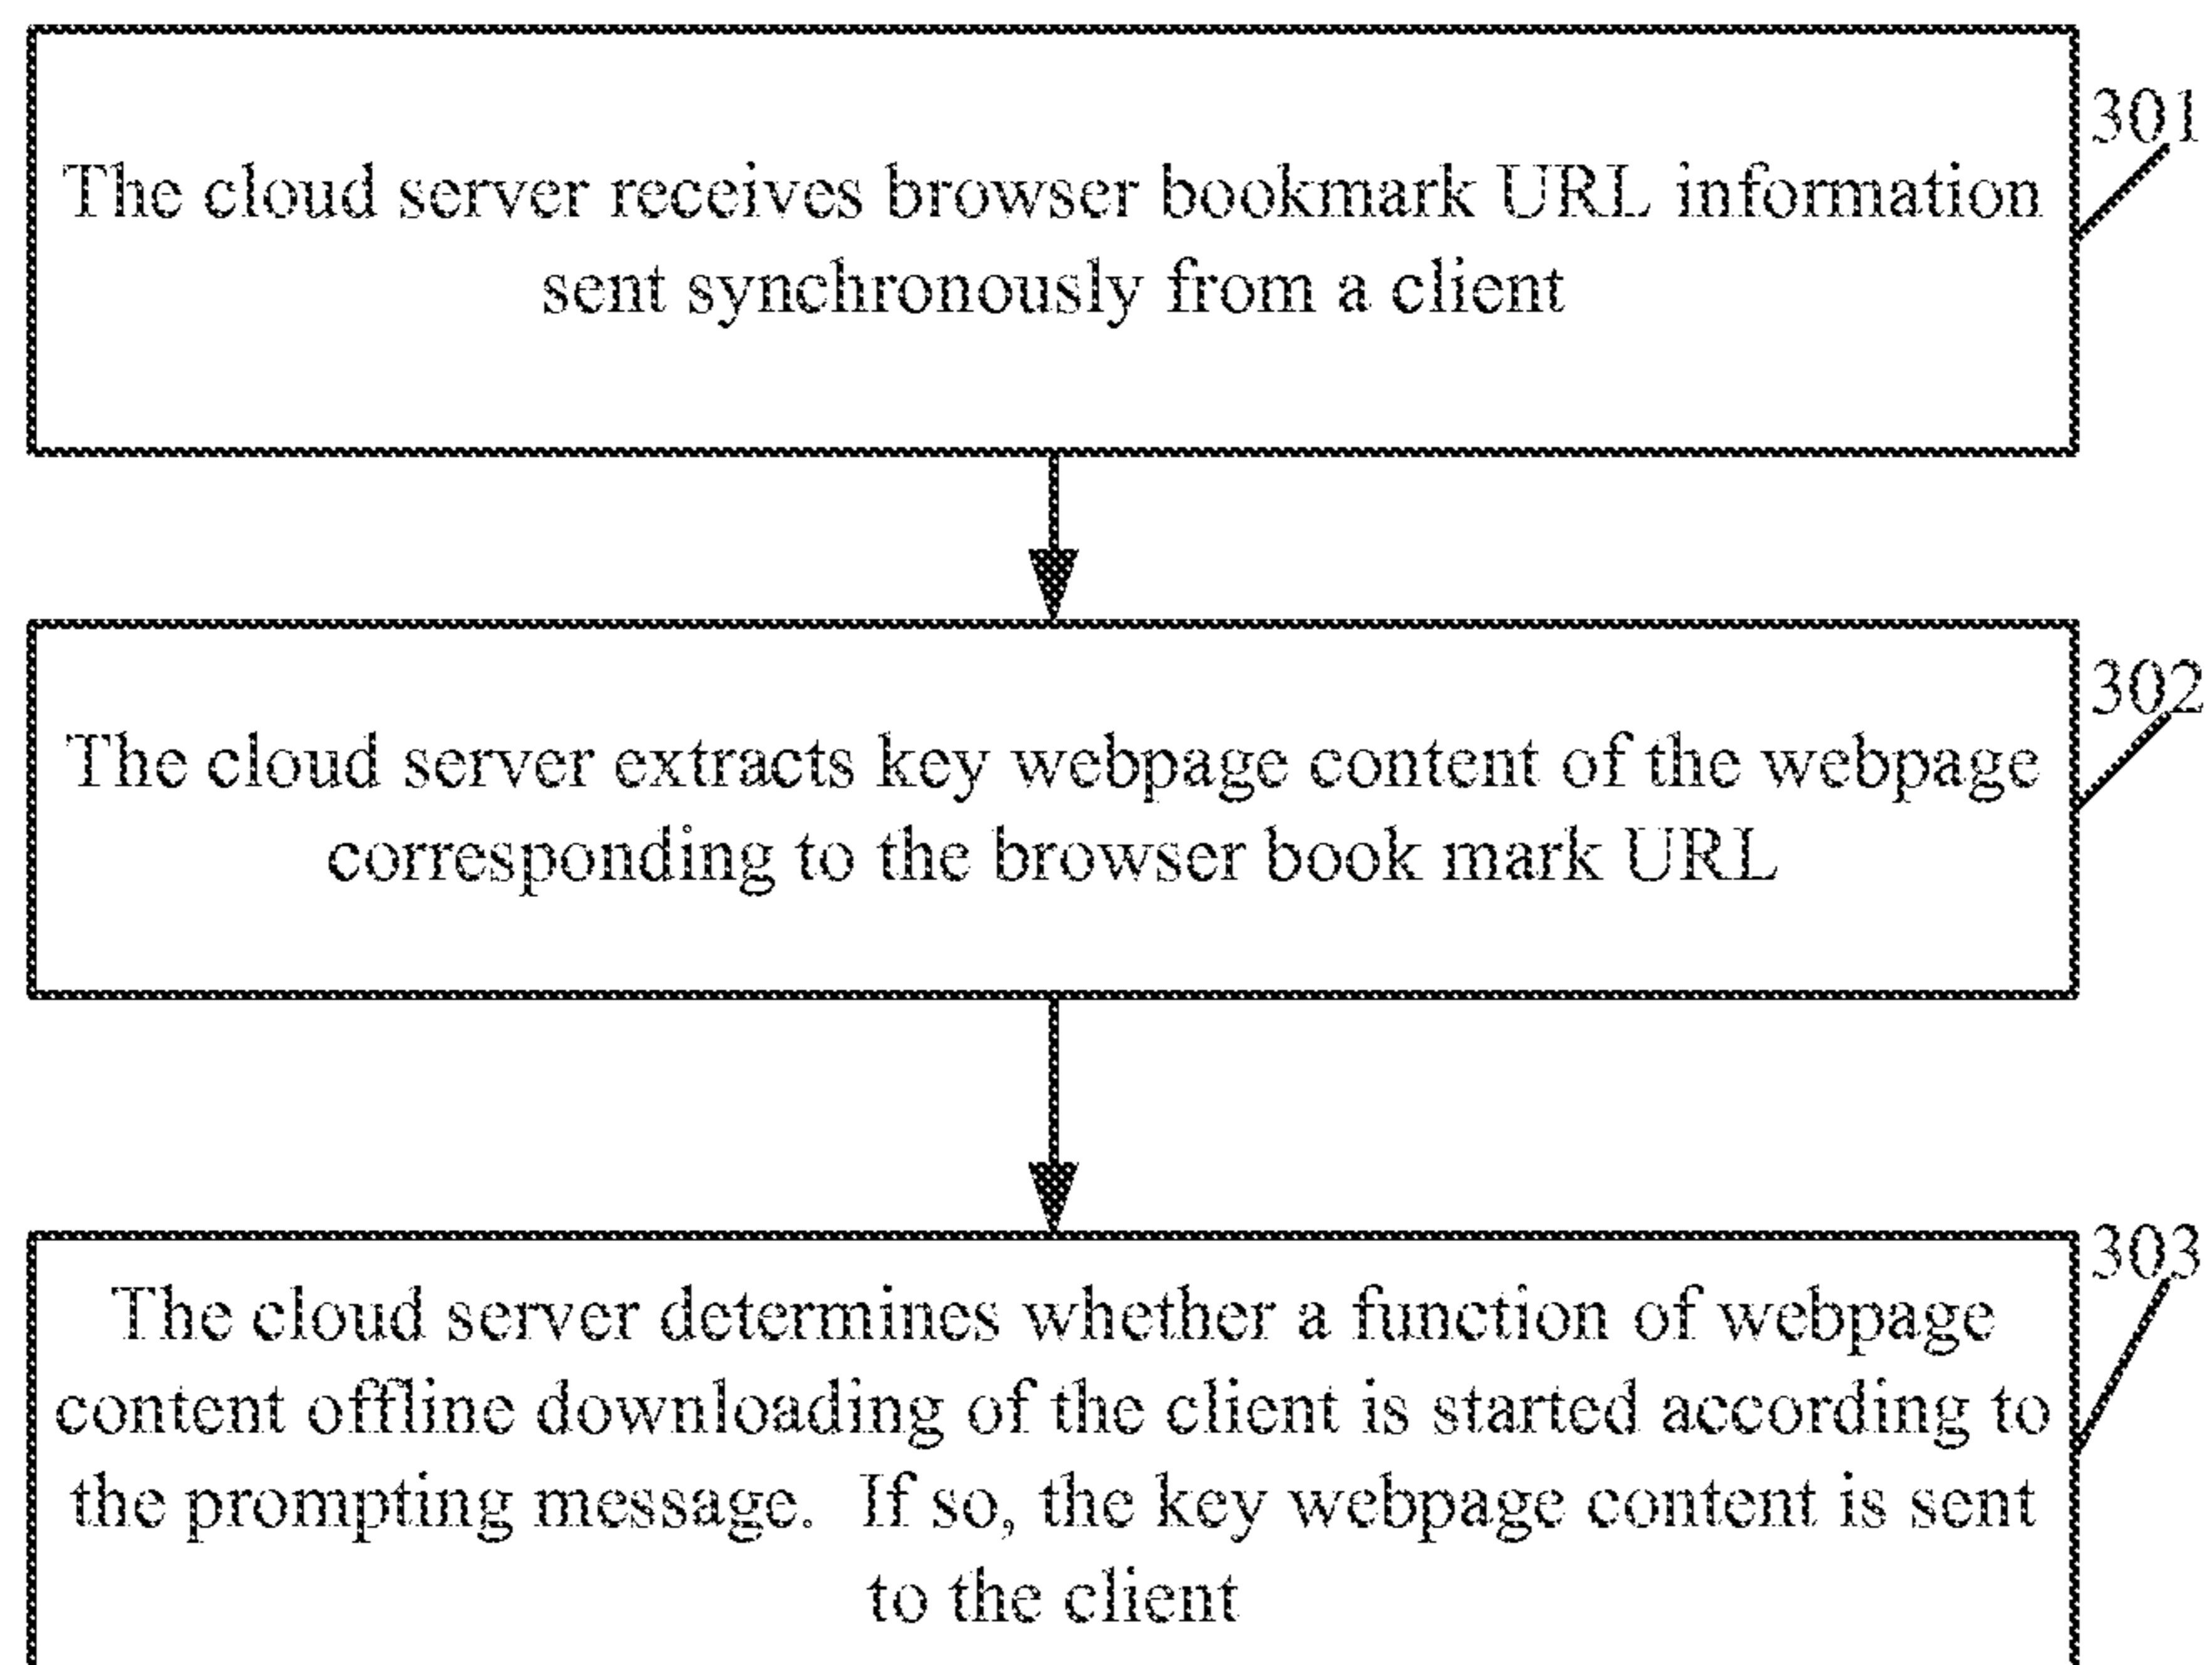 301
The cloud server receives browser bookmark URL information
sent synchronously from a client
302
The cloud server extracts key webpage content of the webpage
corresponding to the browser book mark URL
303
The cloud server determines whether a function of webpage
content offline downloading of the client is started according to
the prompting message. If so, the key webpage content is sent
to the client